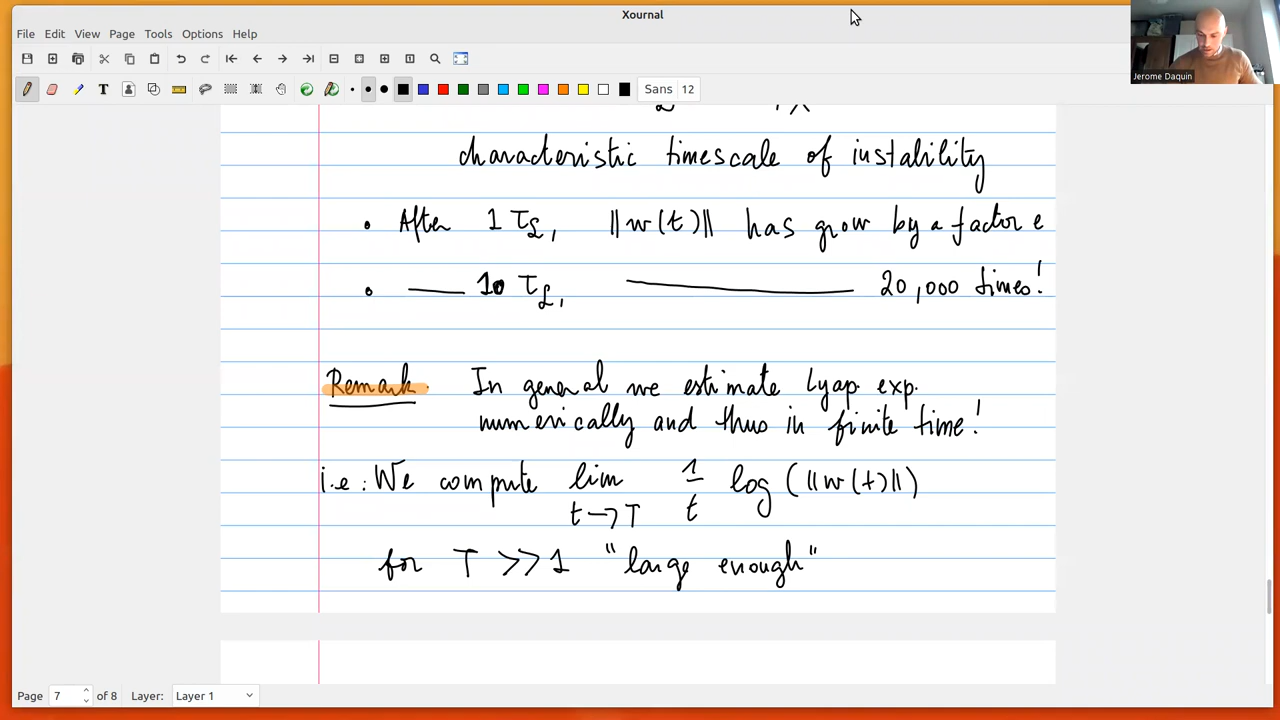 Xournal
File Edit View Page Tools Options Help
Sans 12
Jerome Daquin
characteristic timescale of instability
• After 1 τ_L, ||w(t)|| has grow by a factor e
• —— 10 τ_L, ———— 20,000 times!
Remark. In general we estimate Lyap. exp.
numerically and thus in finite time!
i.e: We compute lim 1/t log (||w(t)||)
t→T
for T >> 1 "large enough"
Page 7 of 8 Layer: Layer 1